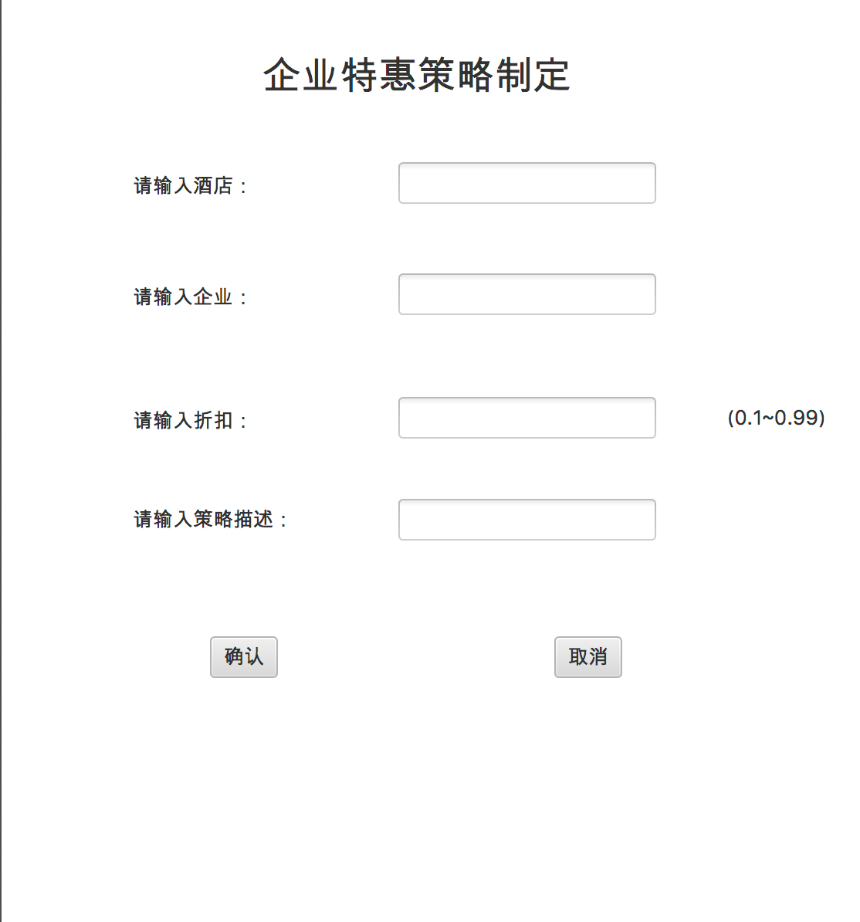 企业特惠策略制定
请输入酒店：
请输入企业：
请输入折扣：
(0.1~0.99)
请输入策略描述：
确认
取消